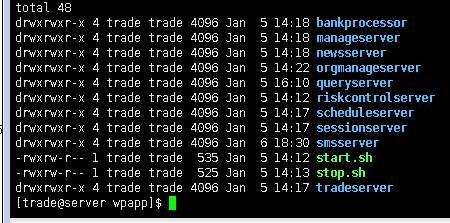 total 48
drwxrwxr-x 4 trade trade 4096 Jan  5 14:18 bankprocessor
drwxrwxr-x 4 trade trade 4096 Jan  5 14:18 manageserver
drwxrwxr-x 4 trade trade 4096 Jan  5 14:18 newsserver
drwxrwxr-x 4 trade trade 4096 Jan  5 14:22 orgmanageserver
drwxrwxr-x 4 trade trade 4096 Jan  5 16:10 queryserver
drwxrwxr-x 4 trade trade 4096 Jan  5 14:12 riskcontrolserver
drwxrwxr-x 4 trade trade 4096 Jan  5 14:17 scheduleserver
drwxrwxr-x 4 trade trade 4096 Jan  5 14:17 sessionserver
drwxrwxr-x 4 trade trade 4096 Jan  6 18:30 smsserver
-rwxrw-r-- 1 trade trade  535 Jan  5 14:12 start.sh
-rwxrw-r-- 1 trade trade  525 Jan  5 14:13 stop.sh
drwxrwxr-x 4 trade trade 4096 Jan  5 14:17 tradeserver
[trade@server wpapp]$